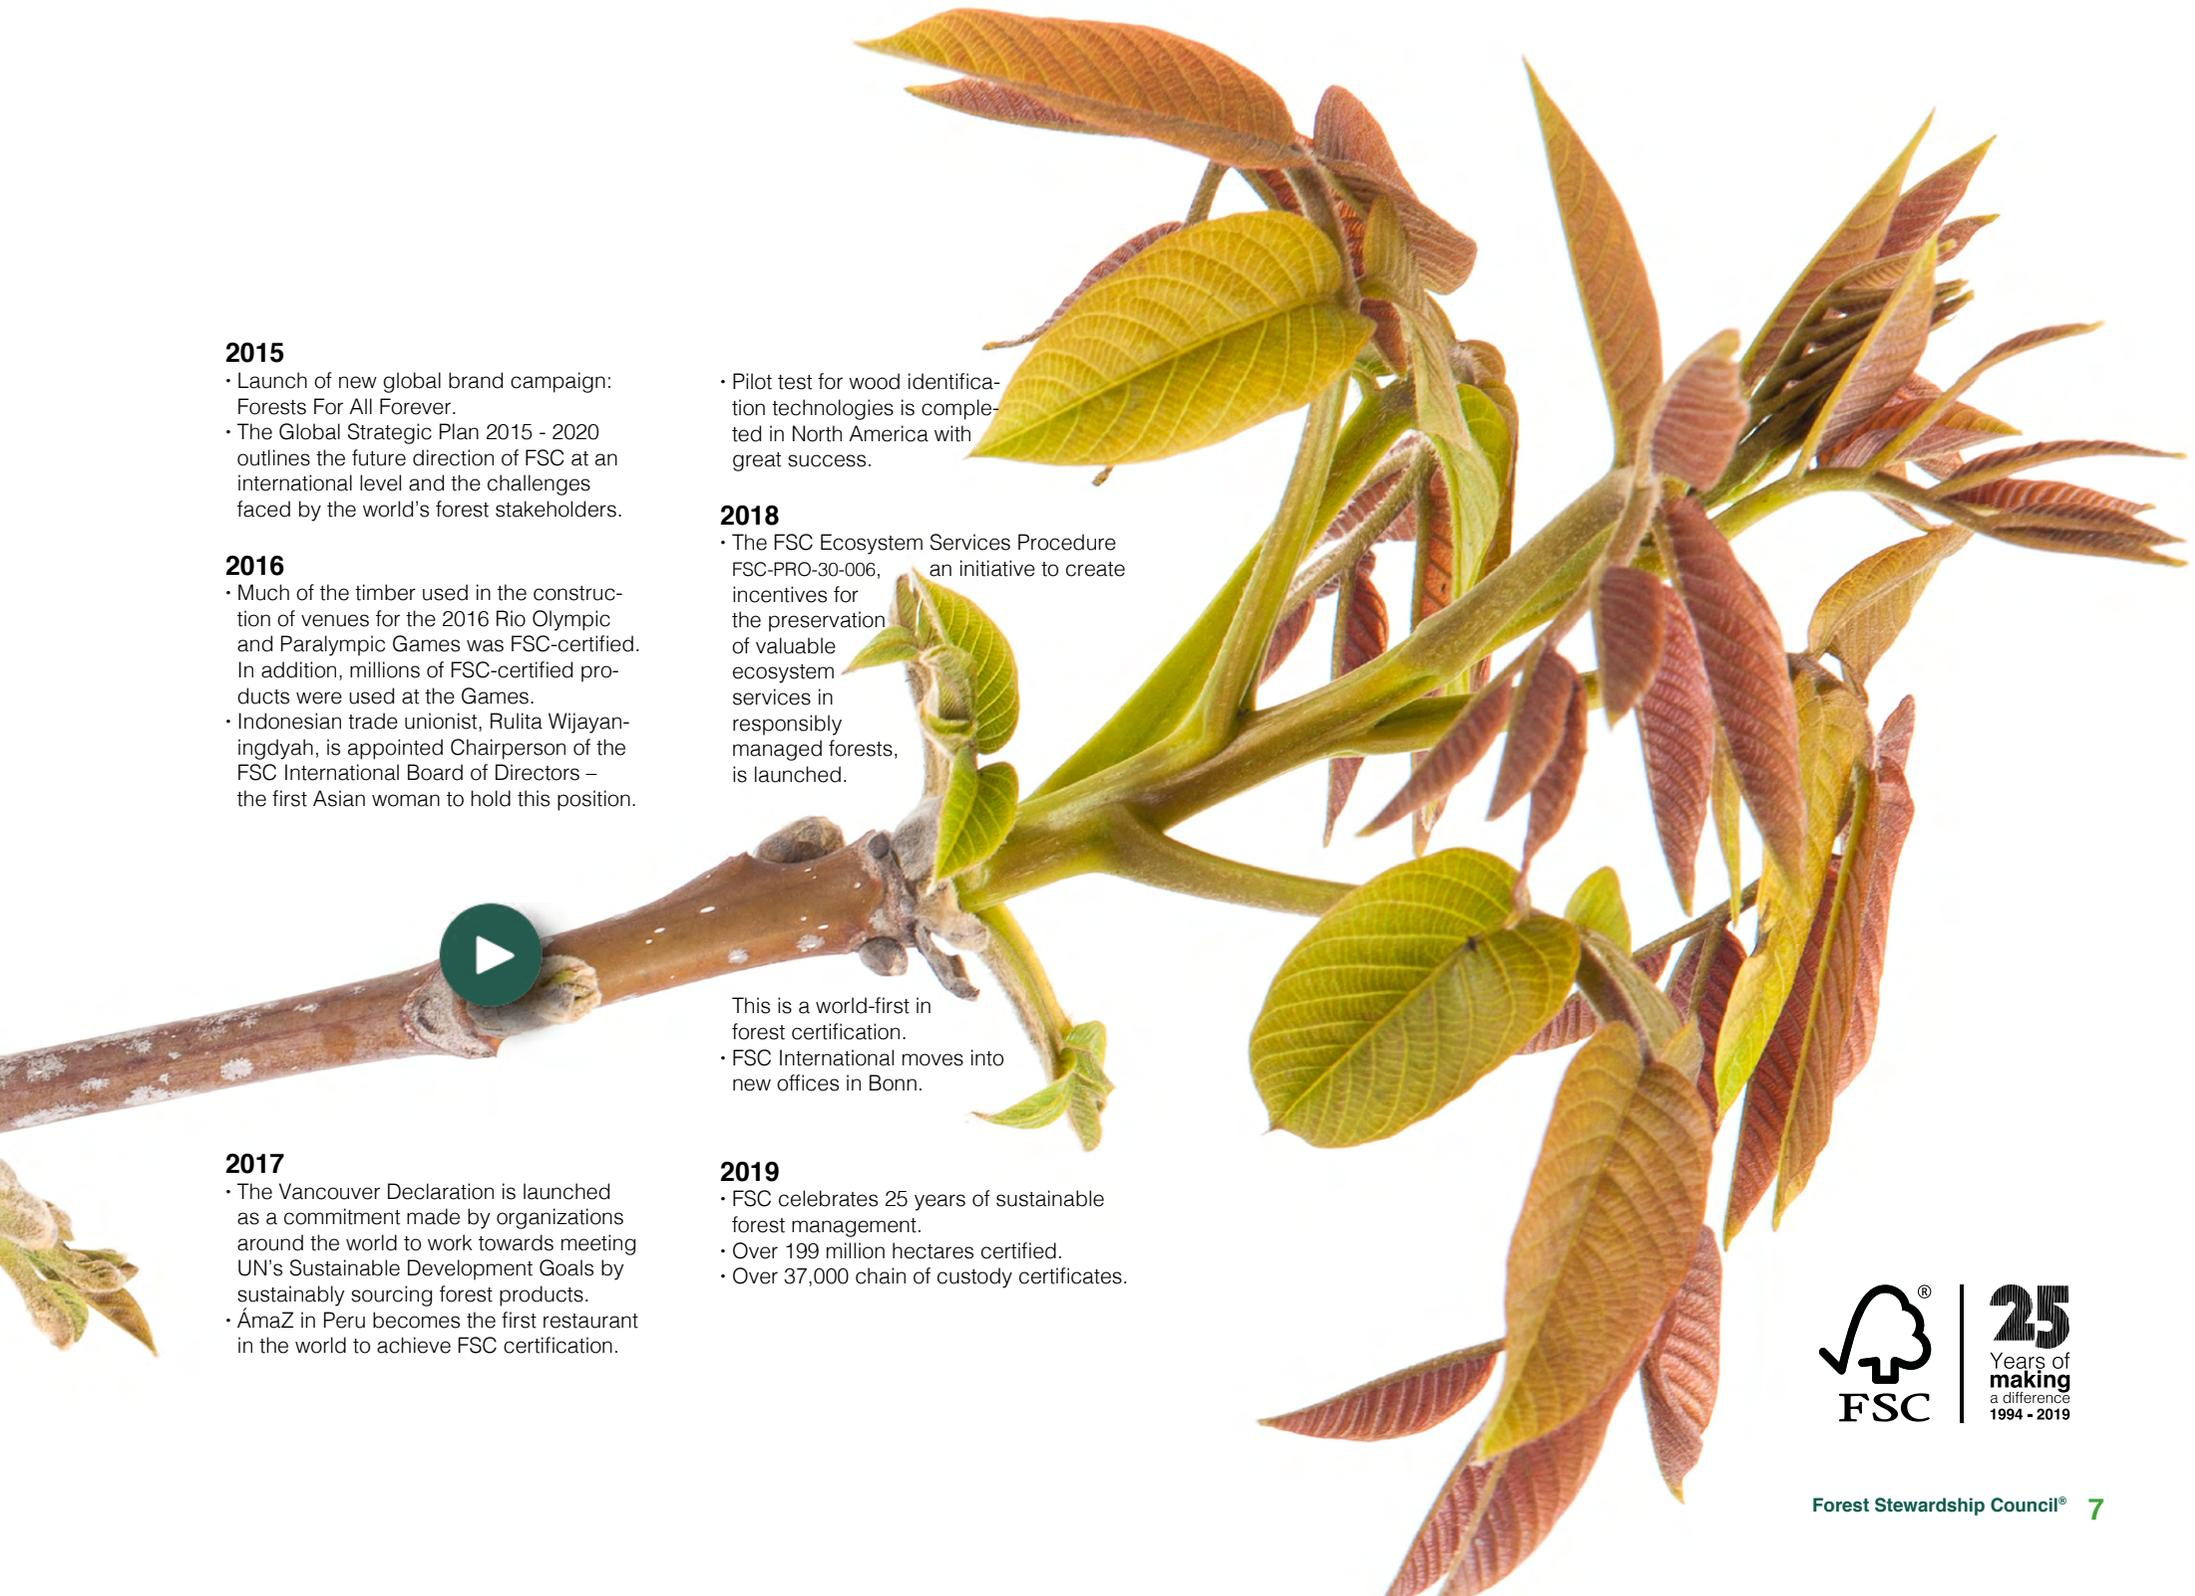 2015
· Launch of new global brand campaign:
Forests For All Forever.
· The Global Strategic Plan 2015 - 2020
outlines the future direction of FSC at an
international level and the challenges
faced by the world’s forest stakeholders.
2016
· Much of the timber used in the construc-
tion of venues for the 2016 Rio Olympic
and Paralympic Games was FSC-certified.
In addition, millions of FSC-certified pro-
ducts were used at the Games.
· Indonesian trade unionist, Rulita Wijayan-
ingdyah, is appointed Chairperson of the
FSC International Board of Directors –
the first Asian woman to hold this position.
2017
· The Vancouver Declaration is launched
as a commitment made by organizations
around the world to work towards meeting
UN’s Sustainable Development Goals by
sustainably sourcing forest products.
· ÁmaZ in Peru becomes the first restaurant
in the world to achieve FSC certification.
· Pilot test for wood identifica-
tion technologies is comple-
ted in North America with
great success.
2018
· The FSC Ecosystem Services Procedure
FSC-PRO-30-006, an initiative to create
incentives for
the preservation
of valuable
ecosystem
services in
responsibly
managed forests,
is launched.
This is a world-first in
forest certification.
· FSC International moves into
new offices in Bonn.
2019
· FSC celebrates 25 years of sustainable
forest management.
· Over 199 million hectares certified.
· Over 37,000 chain of custody certificates.
®
FSC
25
Years of
making
a difference
1994 - 2019
Forest Stewardship Council® 7